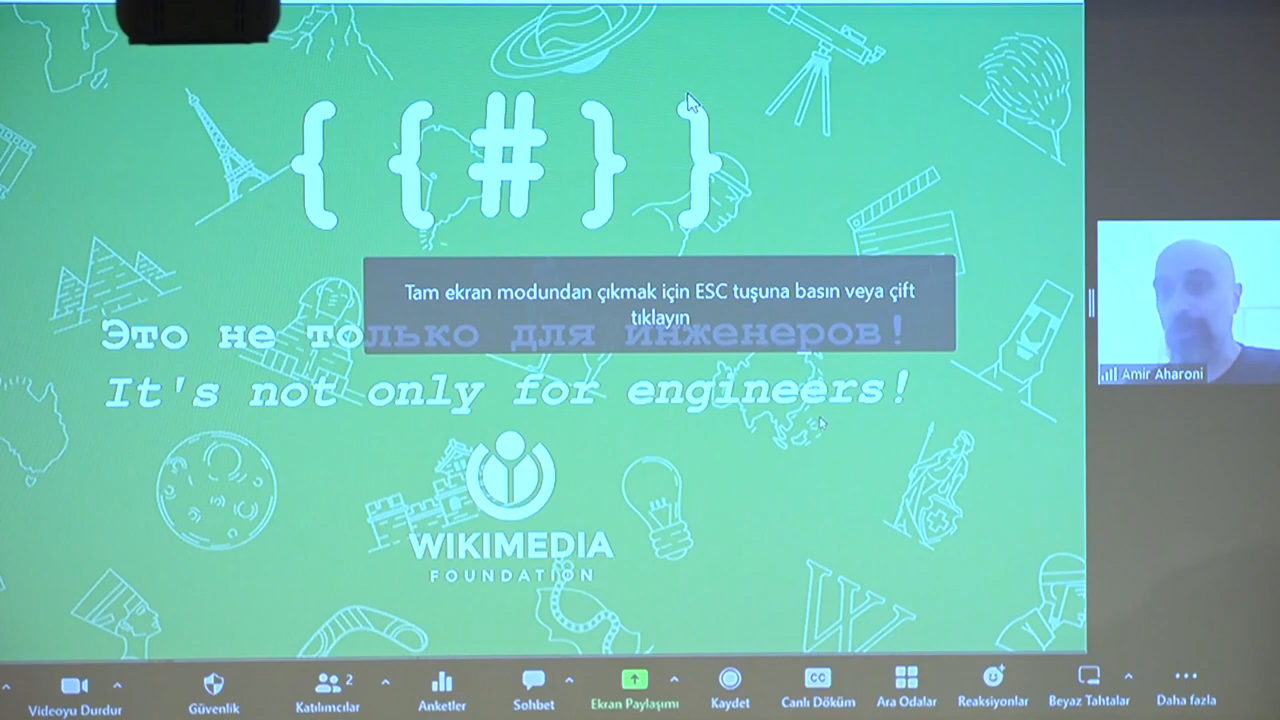 { { # } }
Tam ekran modundan çıkmak için ESC tuşuna basın veya çift
tıklayın
Это не только для инженеров!
It's not only for engineers!
WIKIMEDIA
FOUNDATION
Amir Aharoni
Videoyu Durdur
Güvenlik
2
Katılımcılar
Anketler
Sohbet
Ekran Paylaşımı
Kaydet
CC
Canlı Döküm
Ara Odalar
Reaksiyonlar
Beyaz Tahtalar
Daha fazla